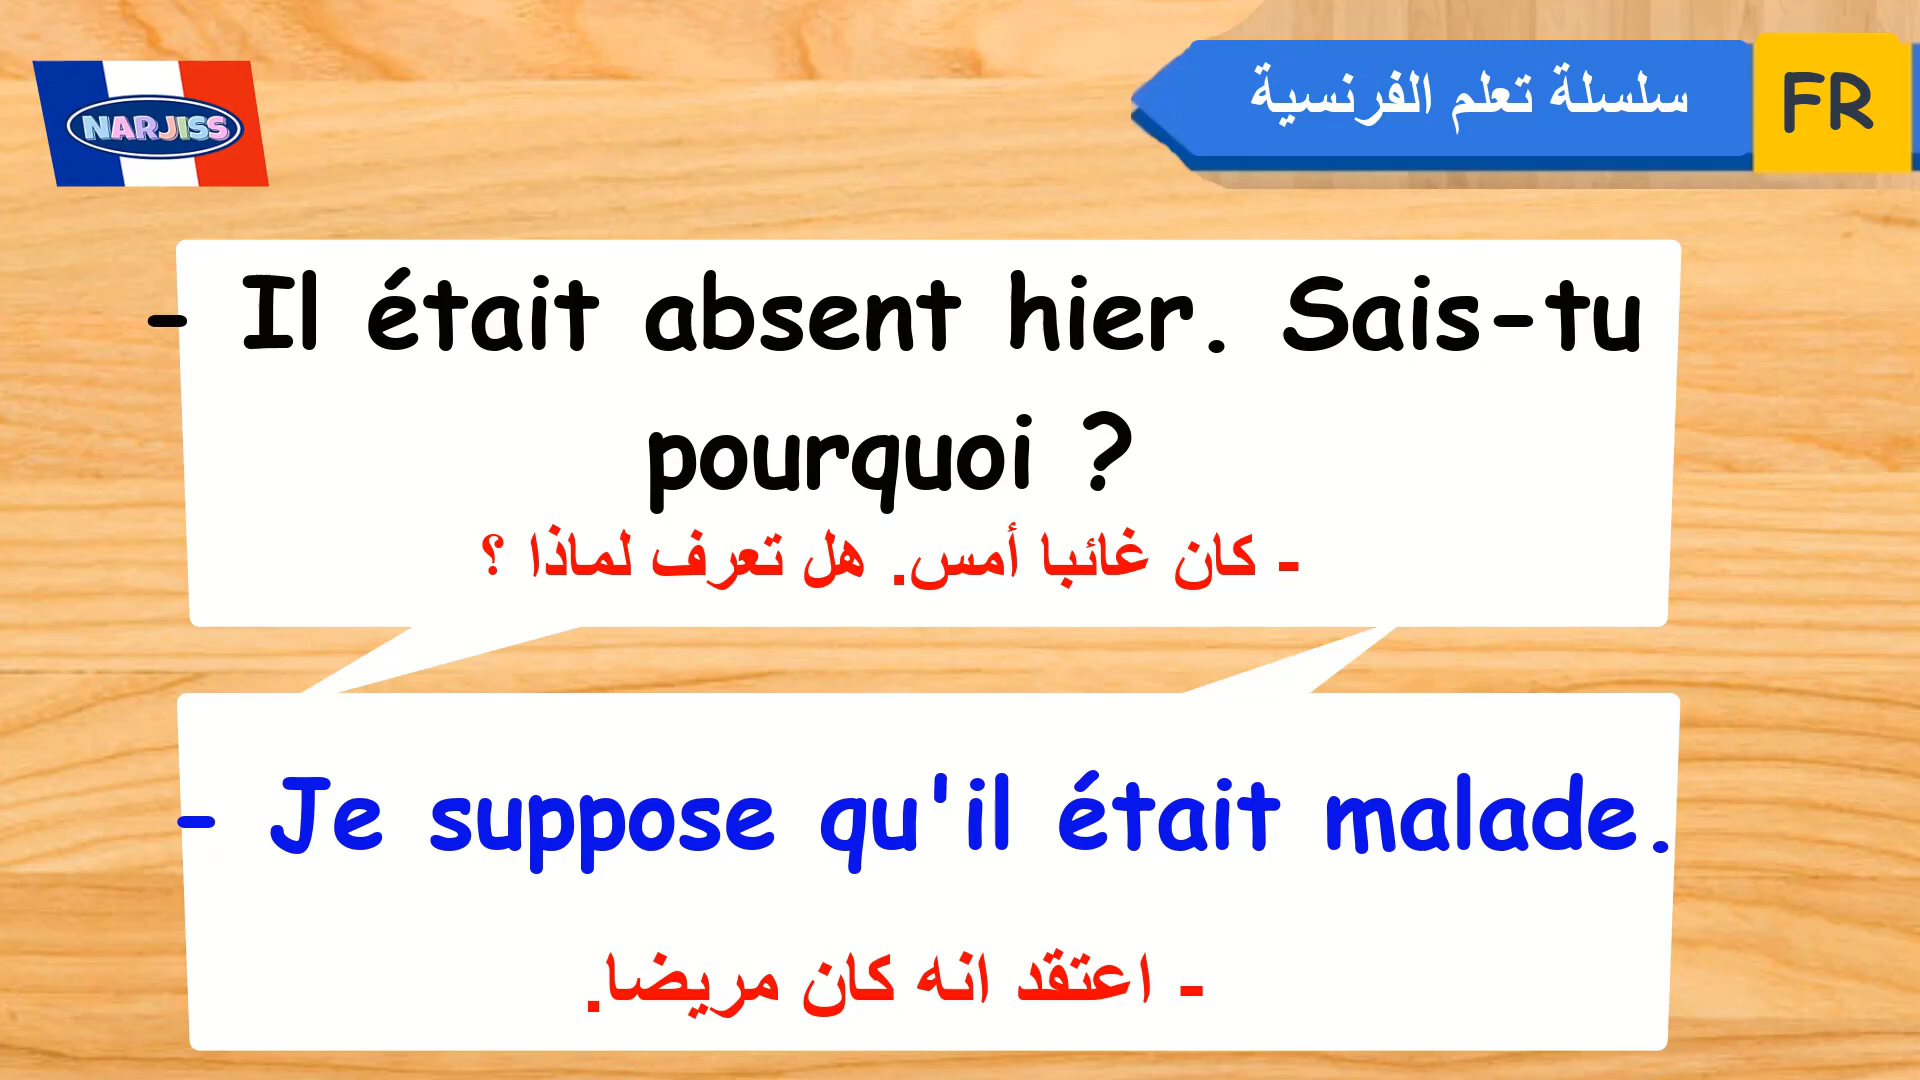 NARJISS
سلسلة تعلم الفرنسية
FR
- Il était absent hier. Sais-tu
pourquoi ?
- كان غائبا أمس. هل تعرف لماذا ؟
- Je suppose qu'il était malade.
- اعتقد انه كان مريضا.